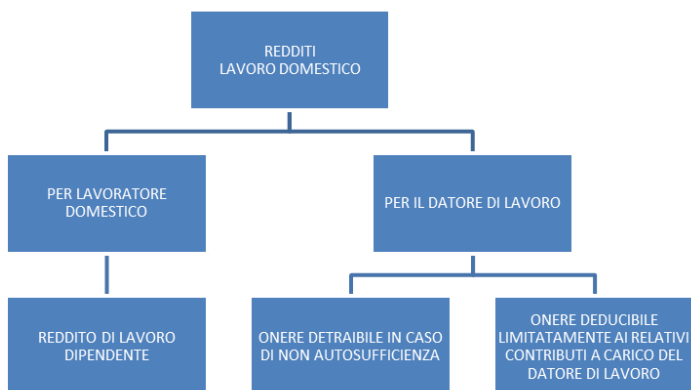 REDDITI
LAVORO DOMESTICO
PER LAVORATORE
DOMESTICO
PER IL DATORE DI LAVORO
REDDITO DI LAVORO
DIPENDENTE
ONERE DETRAIBILE IN CASO
DI NON AUTOSUFFICIENZA
ONERE DEDUCIBILE
LIMITATAMENTE AI RELATIVI
CONTRIBUTI A CARICO DEL
DATORE DI LAVORO